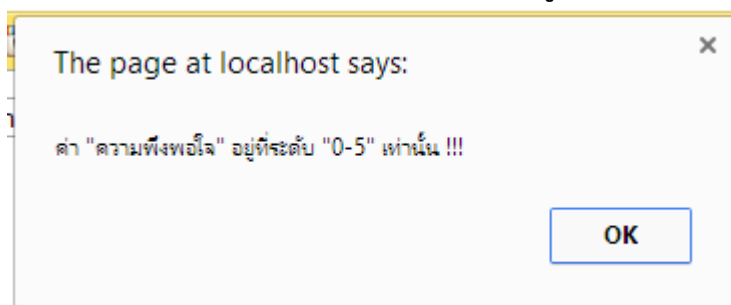 The page at localhost says:
ค่า "ความพึงพอใจ" อยู่ที่ระดับ "0-5" เท่านั้น !!!
OK